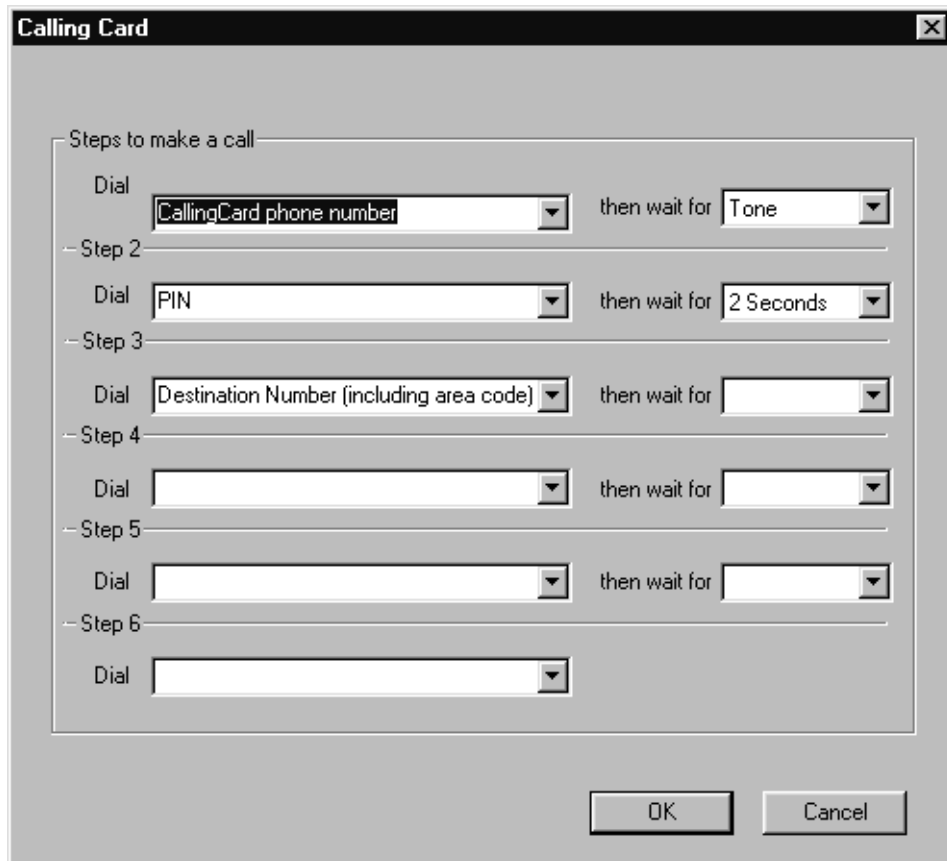 Calling Card
Steps to make a call
Dial
CallingCard phone number then wait for Tone
Step 2
Dial PIN then wait for 2 Seconds
Step 3
Dial Destination Number (including area code) then wait for
Step 4
Dial then wait for
Step 5
Dial then wait for
Step 6
Dial
OK Cancel